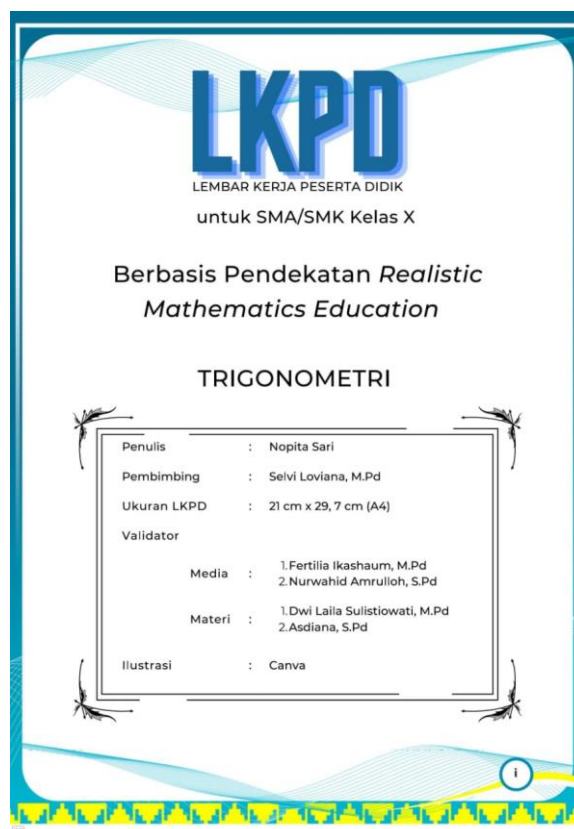 LKPD
LEMBAR KERJA PESERTA DIDIK
untuk SMA/SMK Kelas X
Berbasis Pendekatan Realistic
Mathematics Education
TRIGONOMETRI
Penulis : Nopita Sari
Pembimbing : Selvi Loviana, M.Pd
Ukuran LKPD : 21 cm x 29, 7 cm (A4)
Validator
Media : 1.Fertilia Ikashaum, M.Pd
2.Nurwahid Amrulloh, S.Pd
Materi : 1.Dwi Laila Sulistiowati, M.Pd
2.Asdiana, S.Pd
Ilustrasi : Canva
i